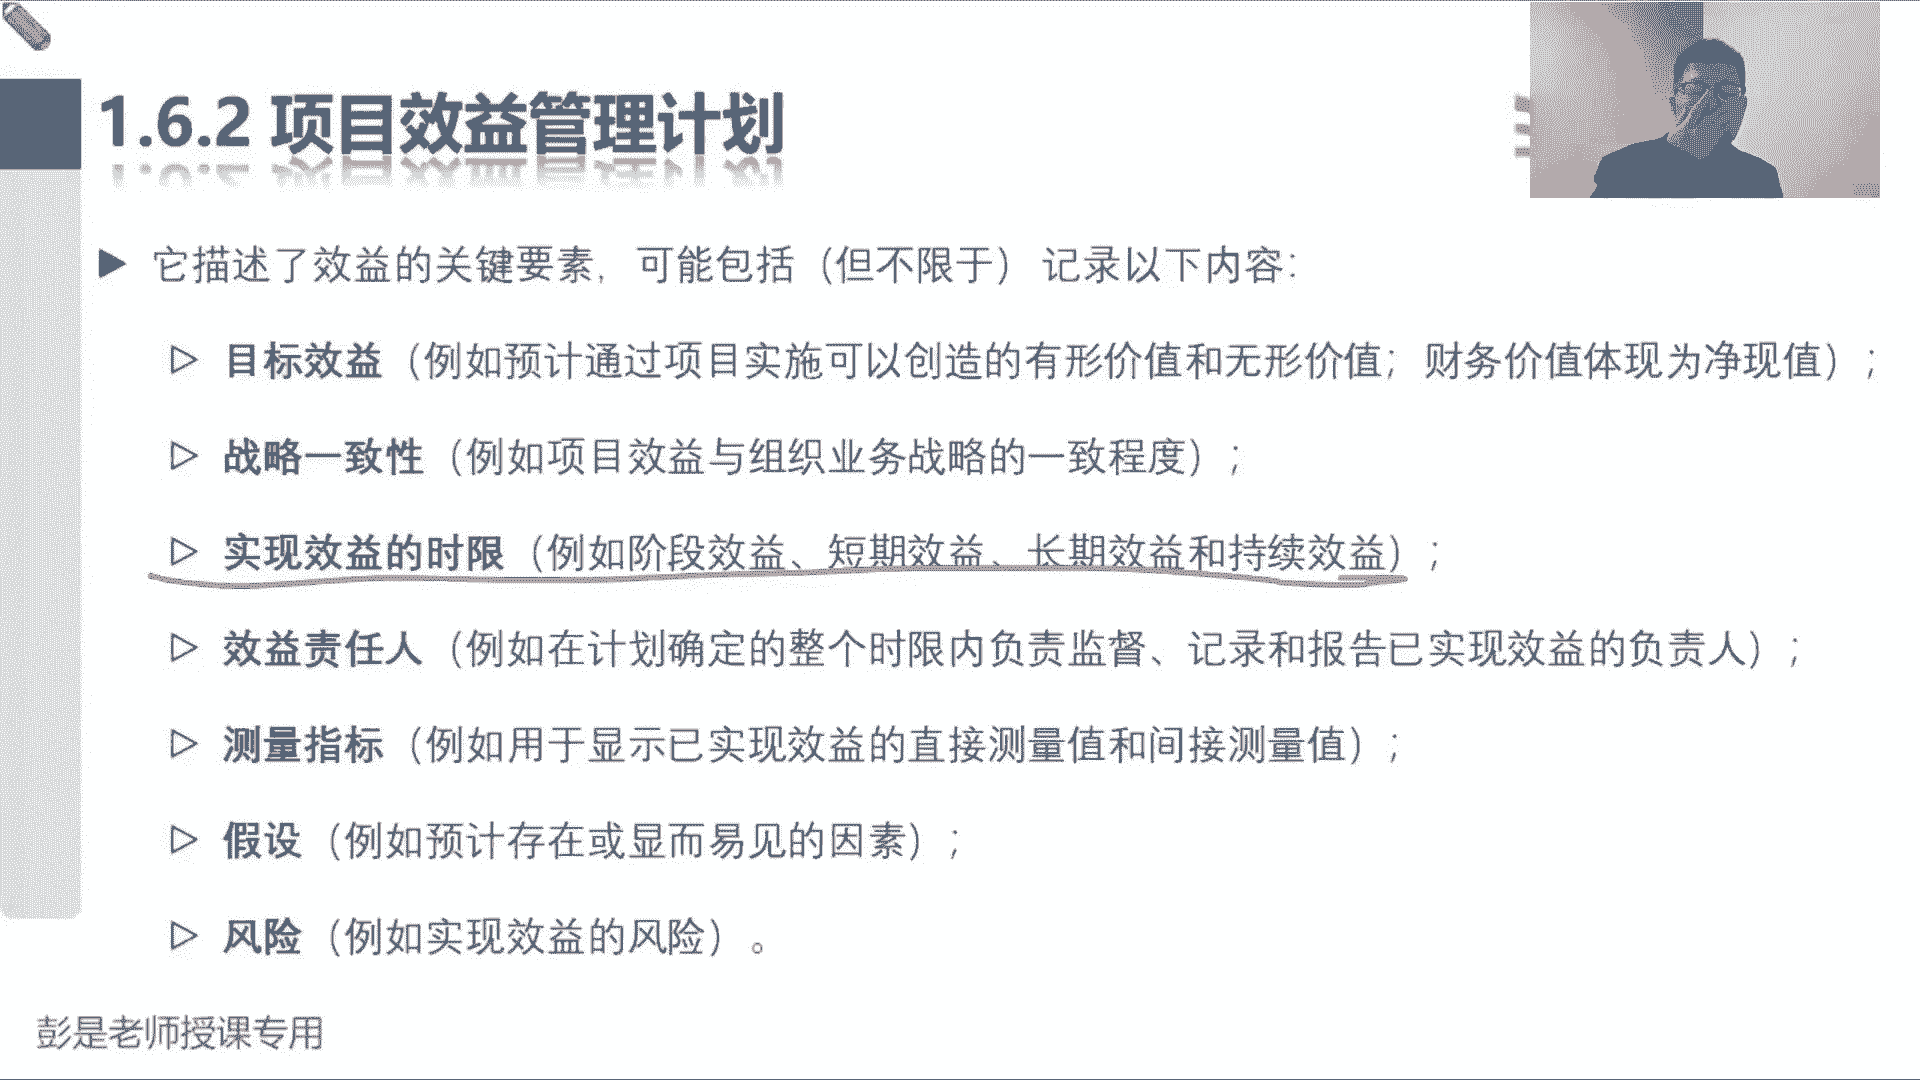 1.6.2 项目效益管理计划
它描述了效益的关键要素，可能包括（但不限于）记录以下内容：
目标效益（例如预计通过项目实施可以创造的有形价值和无形价值；财务价值体现为净现值）；
战略一致性（例如项目效益与组织业务战略的一致程度）；
实现效益的时限（例如阶段效益、短期效益、长期效益和持续效益）；
效益责任人（例如在计划确定的整个时限内负责监督、记录和报告已实现效益的负责人）；
测量指标（例如用于显示已实现效益的直接测量值和间接测量值）；
假设（例如预计存在或显而易见的因素）；
风险（例如实现效益的风险）。
彭是老师授课专用